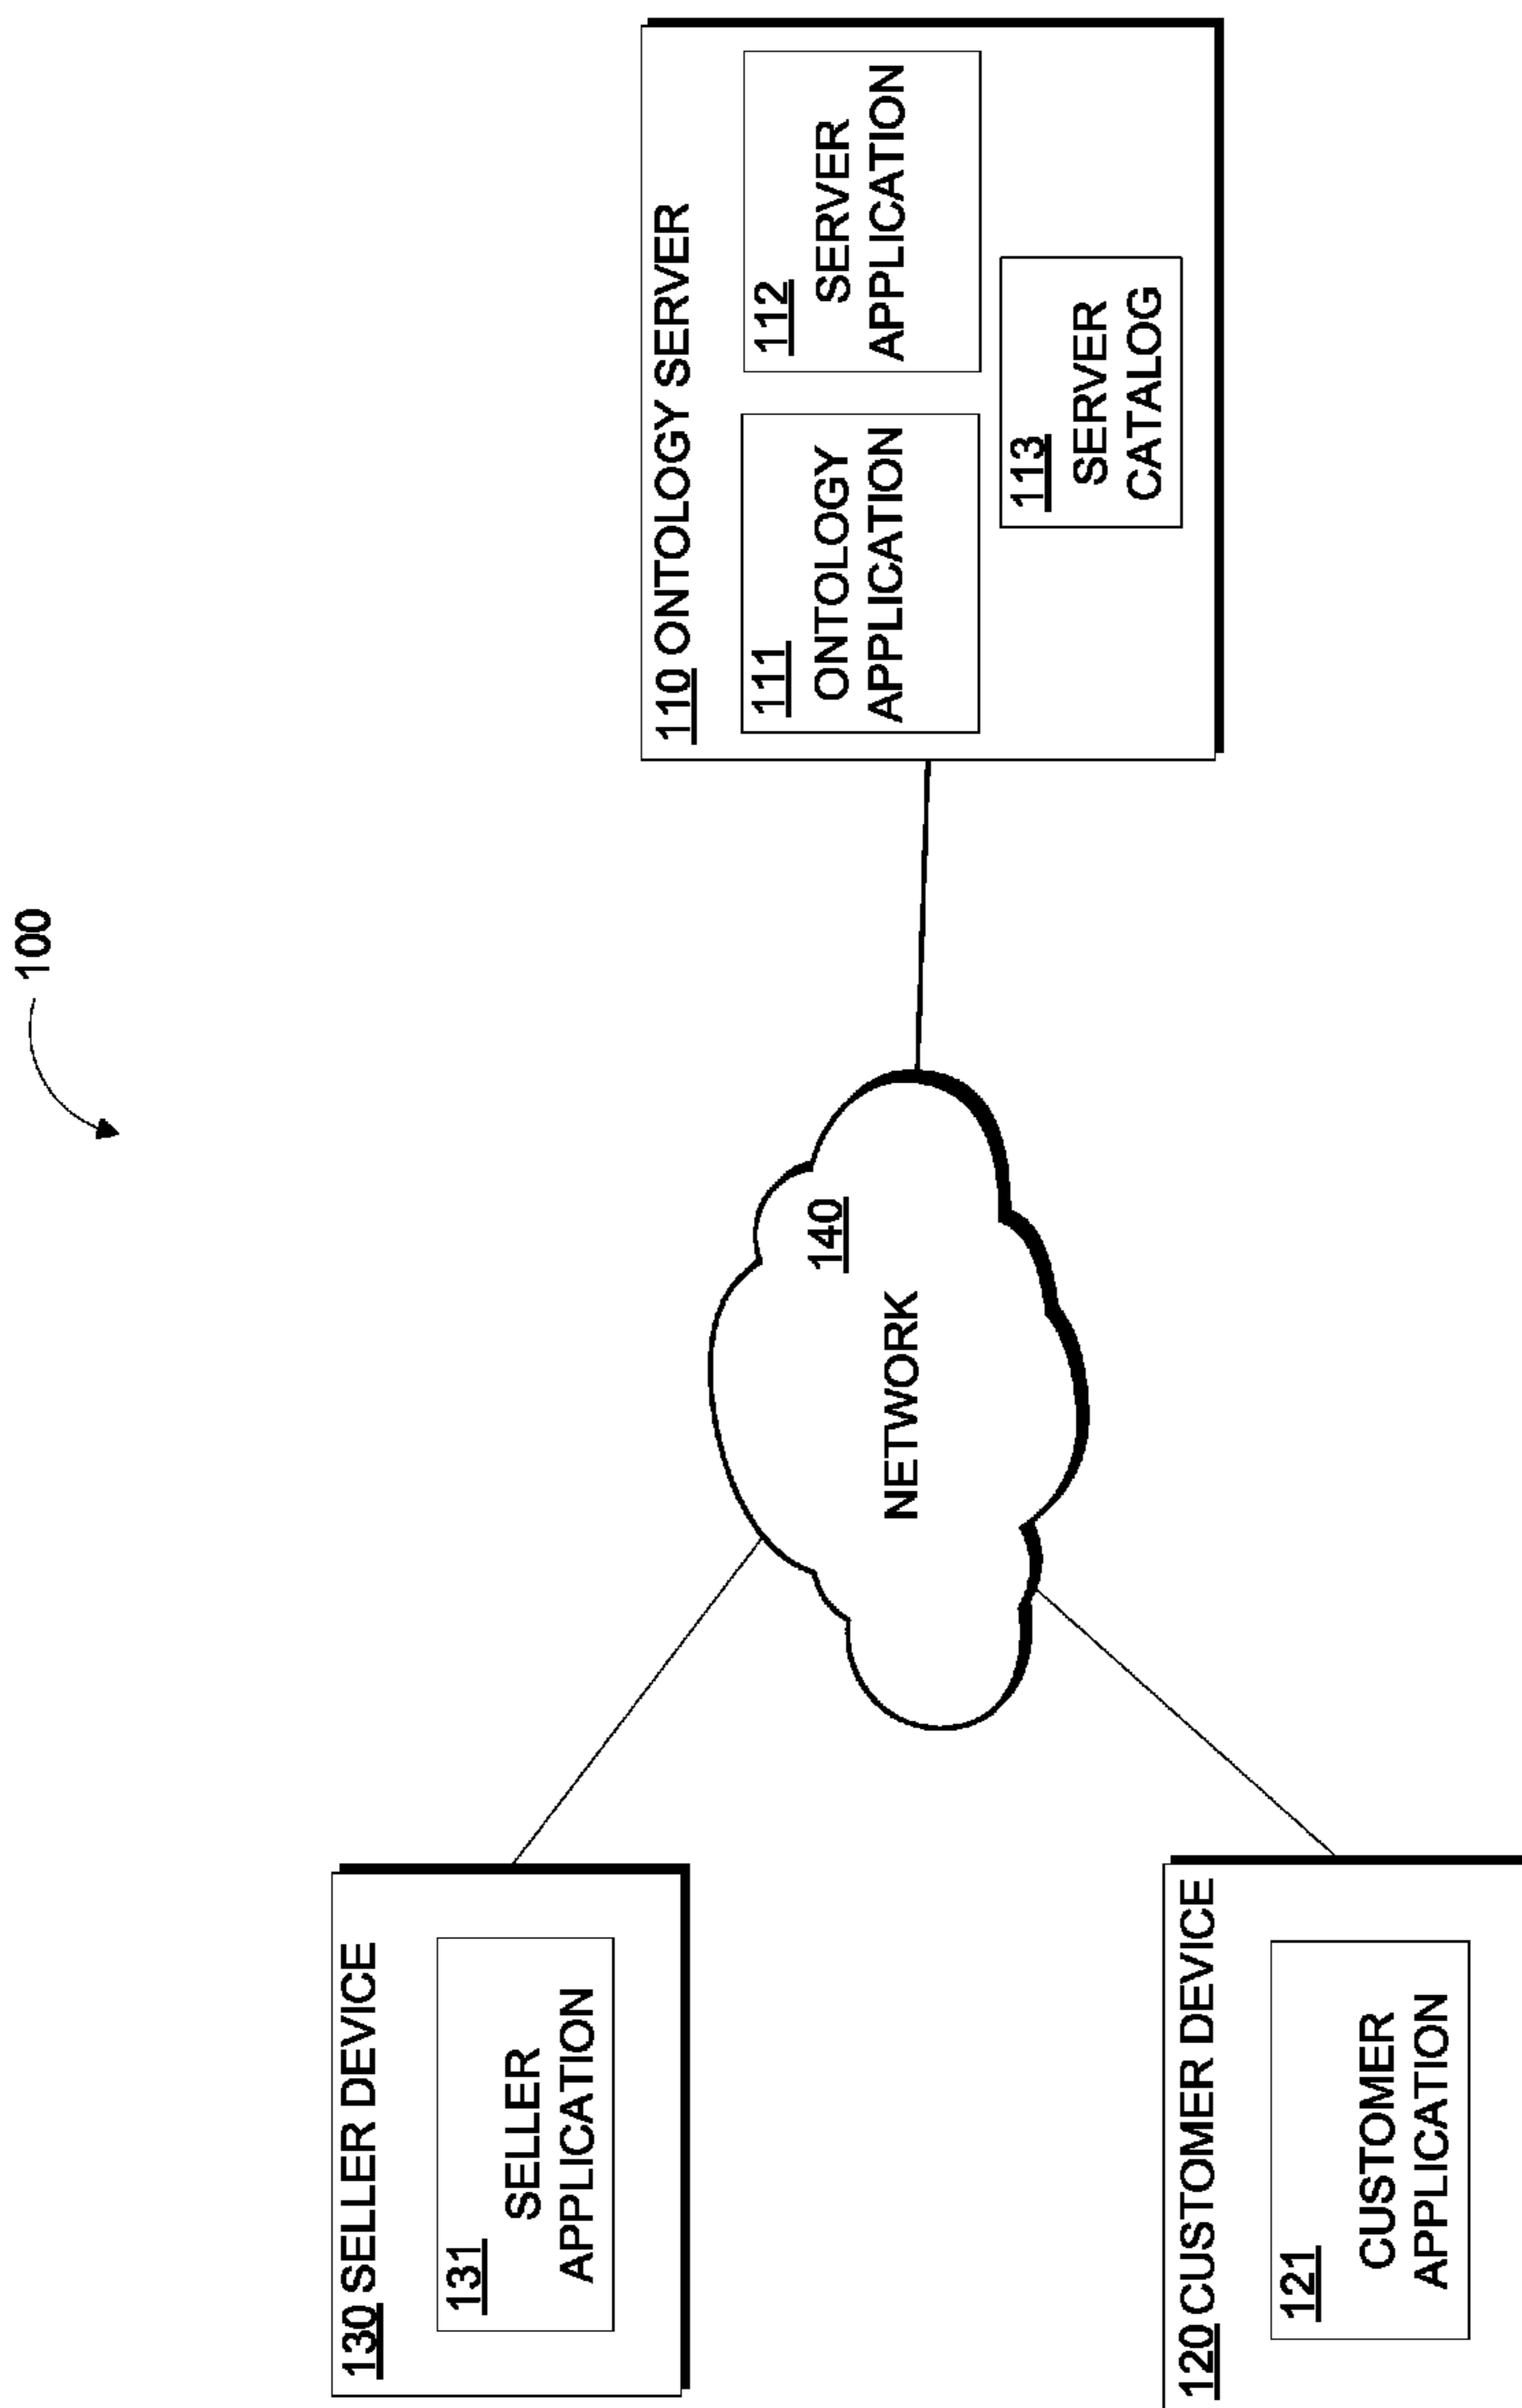 100
130 SELLER DEVICE
131
SELLER
APPLICATION
120 CUSTOMER DEVICE
121
CUSTOMER
APPLICATION
140
NETWORK
110 ONTOLOGY SERVER
111
ONTOLOGY
APPLICATION
112
SERVER
APPLICATION
113
SERVER
CATALOG